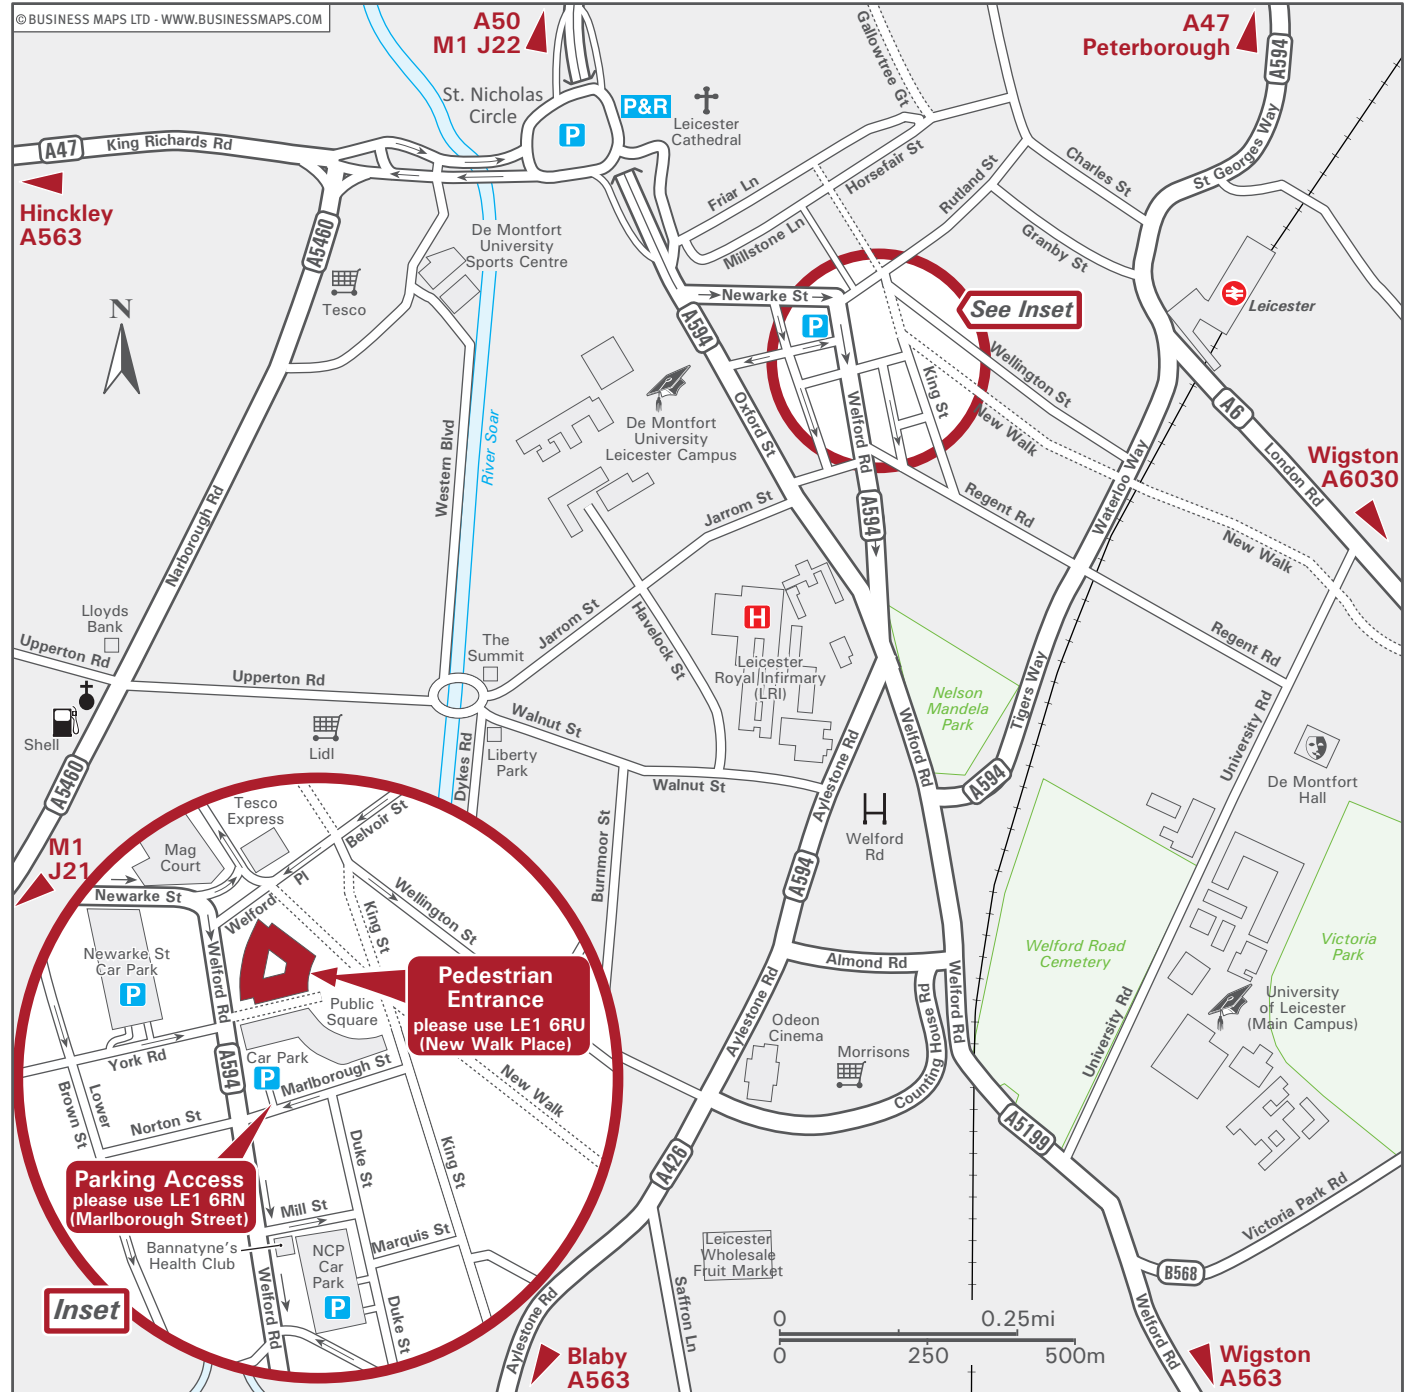 © BUSINESS MAPS LTD - WWW.BUSINESSMAPS.COM
A50
M1 J22
A47
Peterborough
A594
St. Nicholas
Circle
P
P&R
Leicester
Cathedral
Gallowtree Gt
A47
King Richards Rd
Hinckley
A563
A5460
Friar Ln
Horsefair St
Millstone Ln
Rutland St
Charles St
Granby St
St Georges Way
De Montfort
University
Sports Centre
Tesco
N
Newarke St
P
See Inset
Leicester
A594
Wellington St
King St
New Walk
Welford Rd
Oxford St
De Montfort
University
Leicester Campus
Western Blvd
River Soar
A6
London Rd
Wigston
A6030
Waterloo Way
New Walk
Narborough Rd
Jarrom St
A594
Regent Rd
Lloyds
Bank
Upperton Rd
Upperton Rd
The
Summit
Jarrom St
Havelock St
H
Leicester
Royal Infirmary
(LRI)
Nelson
Mandela
Park
Tigers Way
Regent Rd
University Rd
Shell
Lidl
Walnut St
Liberty
Park
Dykes Rd
Walnut St
Aylestone Rd
Welford Rd
A594
De Montfort
Hall
A5460
M1
J21
Burnmoor St
A594
Welford
Rd
Almond Rd
Welford Rd
Welford Road
Cemetery
Victoria
Park
University
of Leicester
(Main Campus)
University Rd
Aylestone Rd
Odeon
Cinema
Morrisons
Counting House Rd
A5199
A426
Victoria Park Rd
B568
Leicester
Wholesale
Fruit Market
Saffron Ln
Aylestone Rd
Welford Rd
Blaby
A563
Wigston
A563
0
0.25mi
0
250
500m
Tesco
Express
Belvoir St
Mag
Court
Newarke St
Welford
Pl
Wellington St
King St
Newarke St
Car Park
P
Welford Rd
Pedestrian
Entrance
please use LE1 6RU
(New Walk Place)
Public
Square
York Rd
A594
Car Park
P
Marlborough St
New Walk
Brown St
Lower
Norton St
Duke St
King St
Parking Access
please use LE1 6RN
(Marlborough Street)
Mill St
Bannatyne's
Health Club
NCP
Car
Park
P
Marquis St
Welford Rd
Duke St
Inset